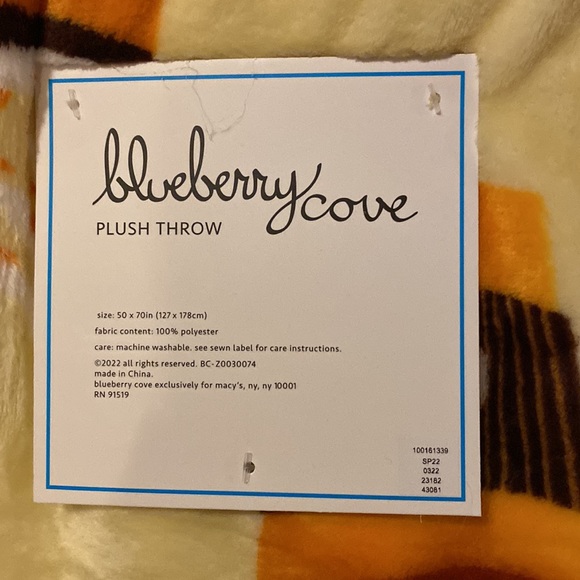 blueberry cove
PLUSH THROW
size: 50 x 70in (127 x 178cm)
fabric content: 100% polyester
care: machine washable. see sewn label for care instructions.
©2022 all rights reserved. BC-Z0030074
made in China.
blueberry cove exclusively for macy's, ny, ny 10001
RN 91519
100161339
SP22
0322
23182
43081